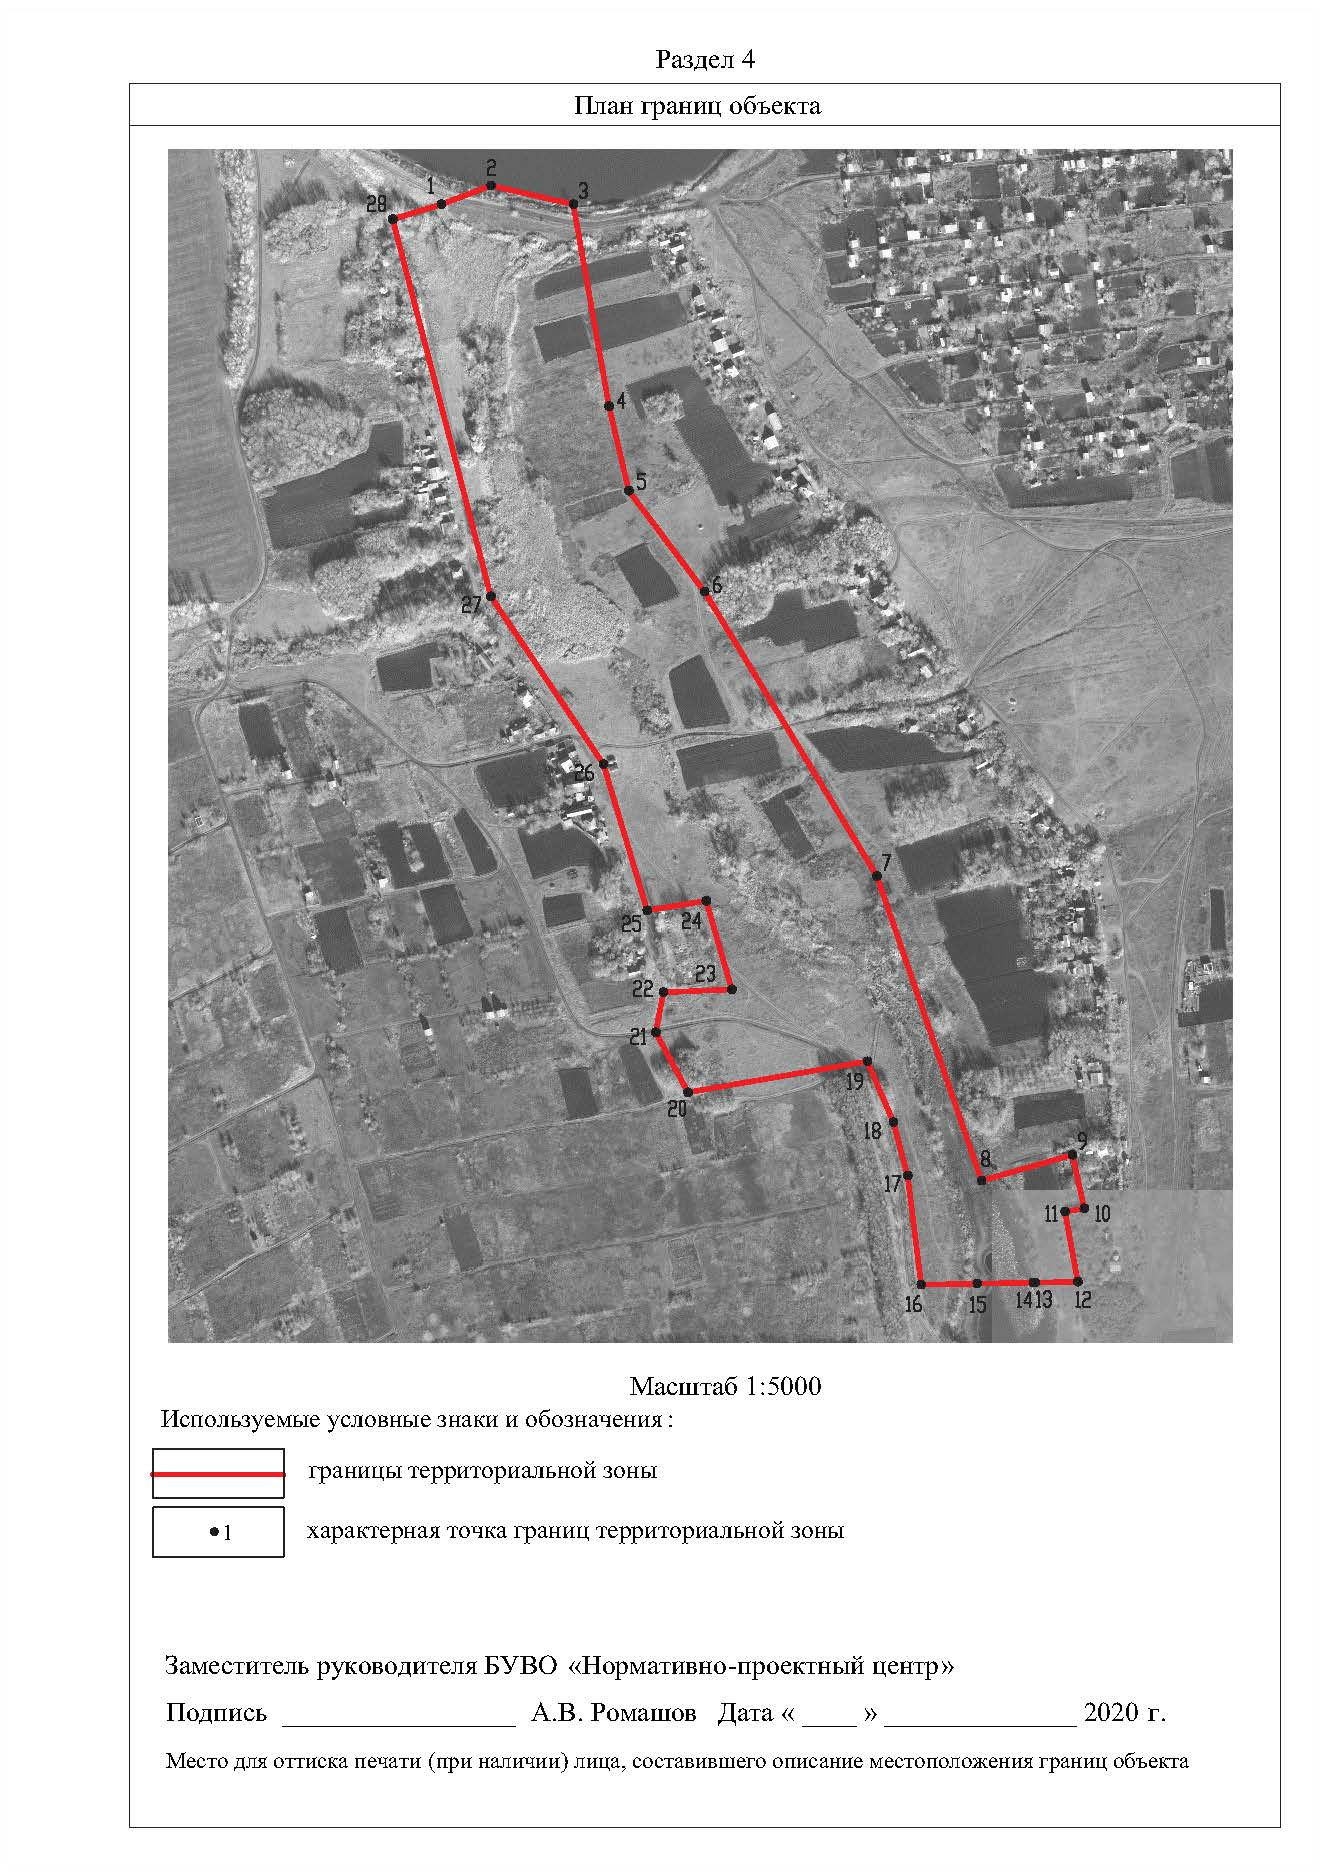 Раздел 4
План границ объекта
2
1
3
28
4
5
6
27
26
7
25
24
23
22
21
19
20
18
9
8
17
11 10
16 15 14 13 12
Масштаб 1:5000
Используемые условные знаки и обозначения:
границы территориальной зоны
1 характерная точка границ территориальной зоны
Заместитель руководителя БУВО «Нормативно-проектный центр»
Подпись _________________ А.В. Ромашов Дата « ____ » ______________ 2020 г.
Место для оттиска печати (при наличии) лица, составившего описание местоположения границ объекта